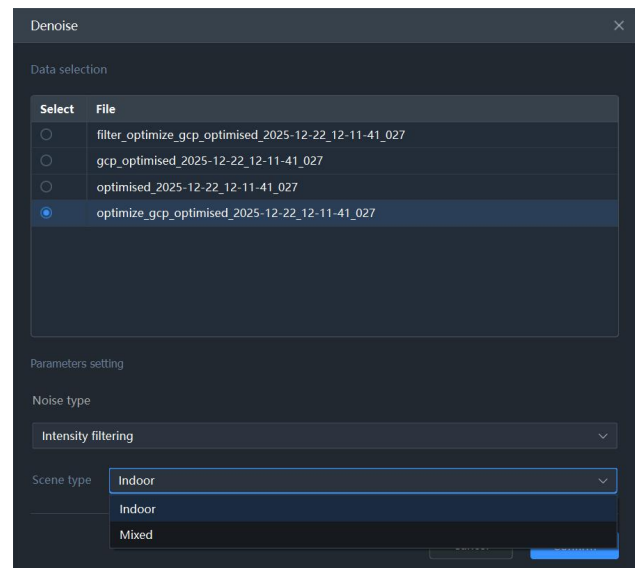 Denoise
Data selection
Select File
filter_optimize_gcp_optimised_2025-12-22_12-11-41_027
gcp_optimised_2025-12-22_12-11-41_027
optimised_2025-12-22_12-11-41_027
optimize_gcp_optimised_2025-12-22_12-11-41_027
Parameters setting
Noise type
Intensity filtering
Scene type Indoor
Indoor
Mixed